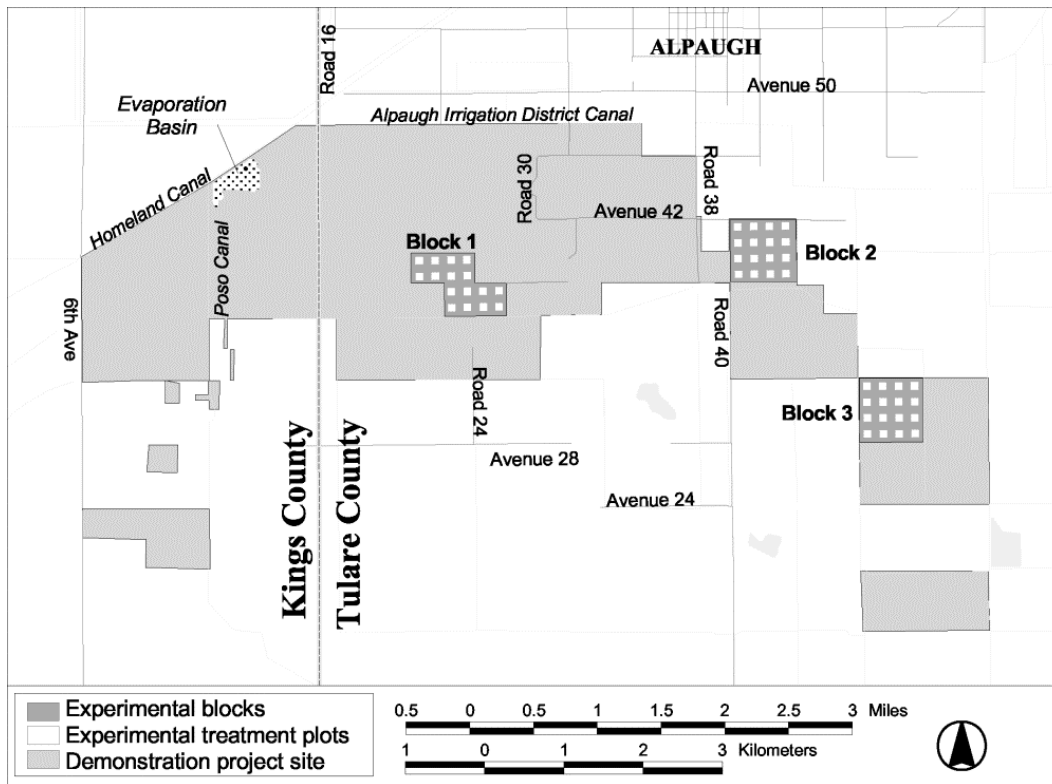 Road 16
ALPAUGH
Avenue 50
Evaporation
Basin
Alpaugh Irrigation District Canal
Homeland Canal
Poso Canal
Road 30
Road 38
Avenue 42
Block 1
Block 2
6th Ave
Road 40
Road 24
Block 3
Avenue 28
Avenue 24
Kings County
Tulare County
Experimental blocks
Experimental treatment plots
Demonstration project site
0.5 0 0.5 1 1.5 2 2.5 3 Miles
1 0 1 2 3 Kilometers